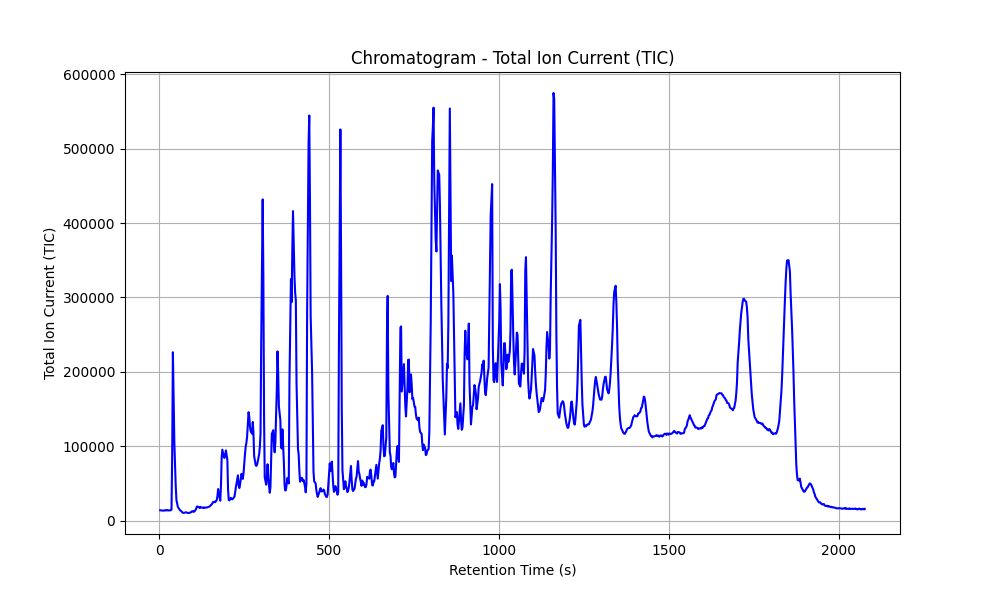 Chromatogram - Total Ion Current (TIC)
600000
500000
400000
300000
200000
100000
0
Total Ion Current (TIC)
0 500 1000 1500 2000
Retention Time (s)